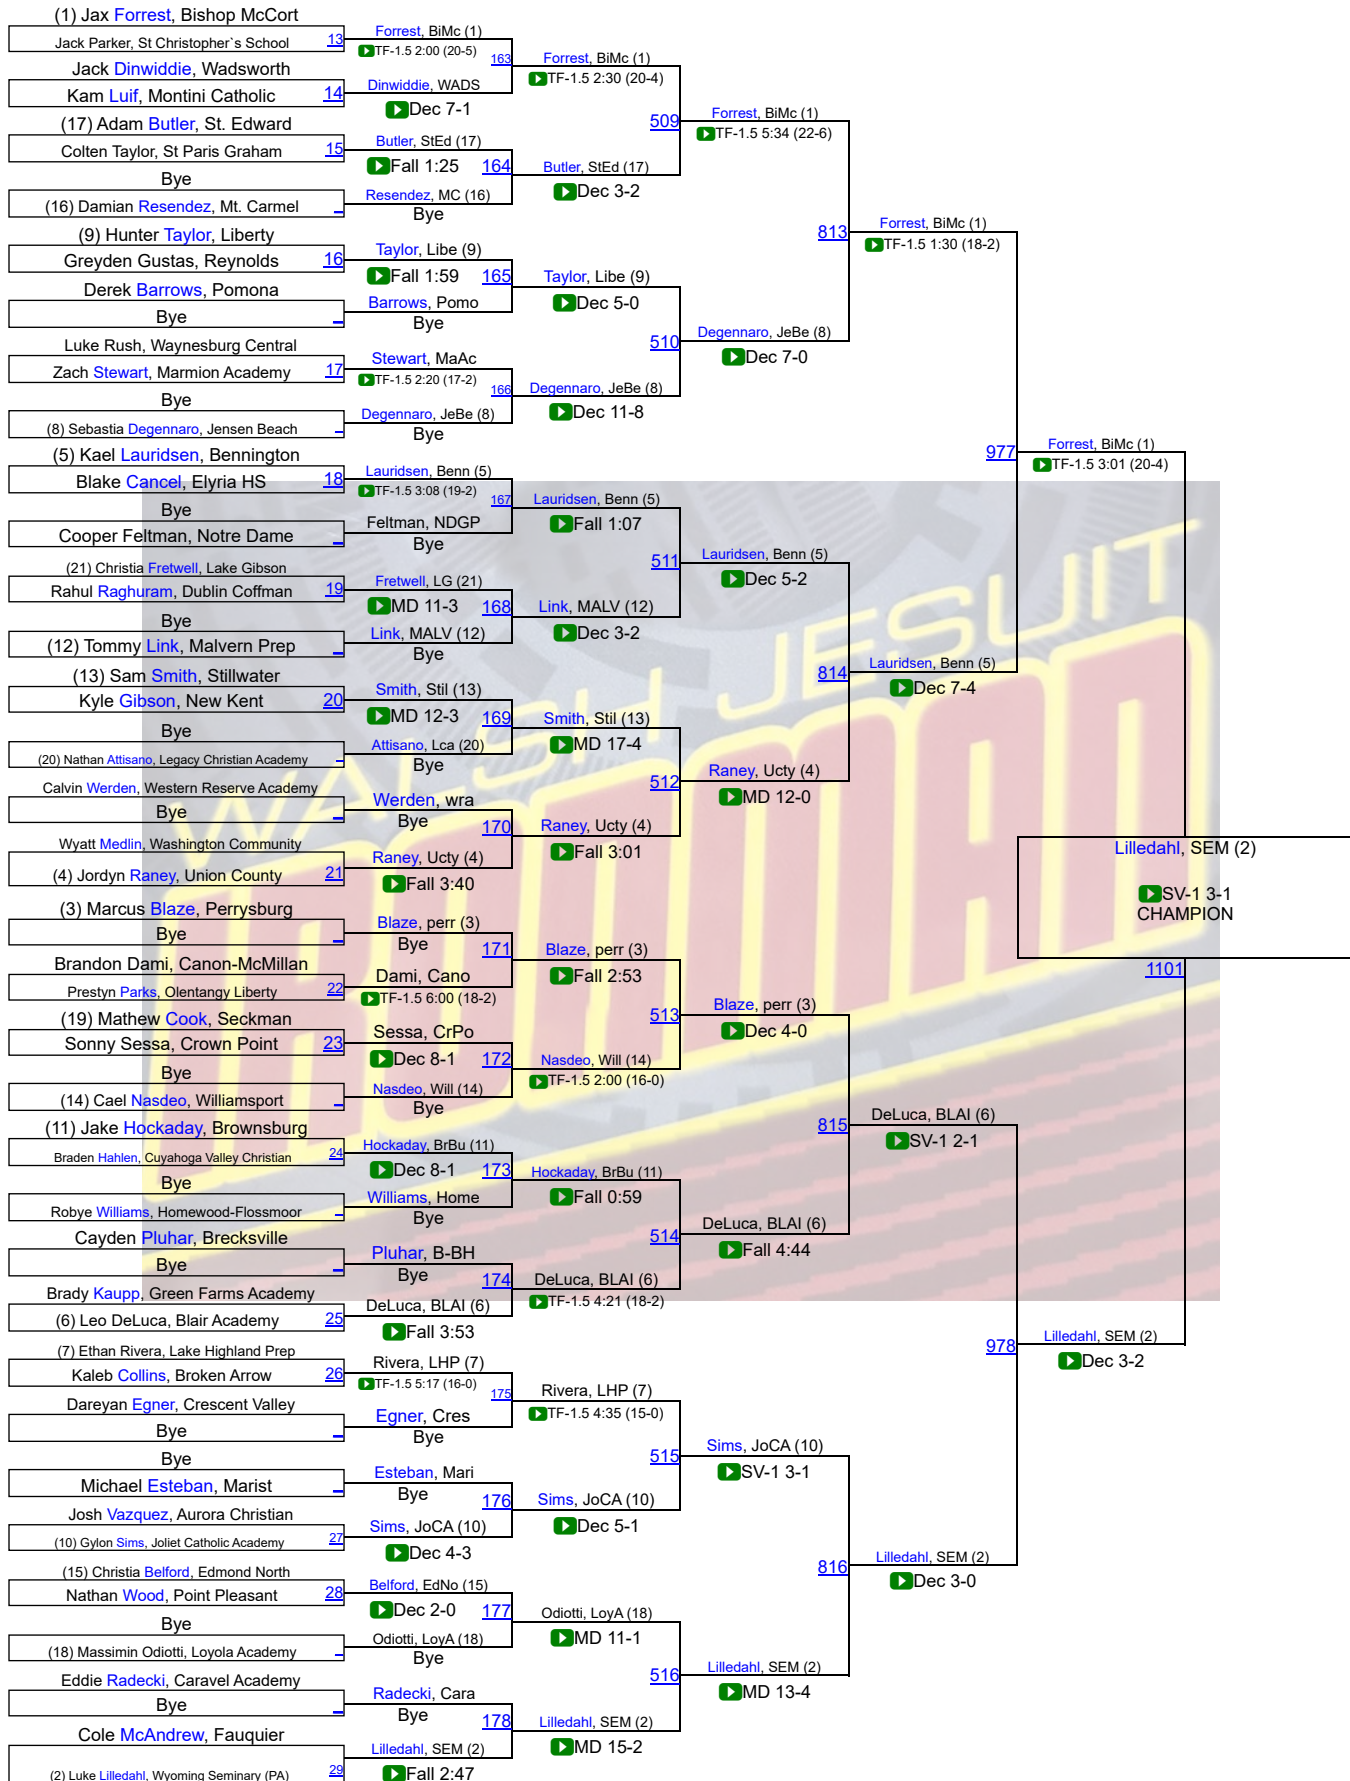 (1) Jax Forrest, Bishop McCort
Jack Parker, St Christopher`s School
13
Jack Dinwiddie, Wadsworth
Kam Luif, Montini Catholic
14
(17) Adam Butler, St. Edward
Colten Taylor, St Paris Graham
15
Bye
(16) Damian Resendez, Mt. Carmel
(9) Hunter Taylor, Liberty
Greyden Gustas, Reynolds
16
Derek Barrows, Pomona
Bye
Luke Rush, Waynesburg Central
Zach Stewart, Marmion Academy
17
Bye
(8) Sebastia Degennaro, Jensen Beach
(5) Kael Lauridsen, Bennington
Blake Cancel, Elyria HS
18
Bye
Cooper Feltman, Notre Dame
(21) Christia Fretwell, Lake Gibson
Rahul Raghuram, Dublin Coffman
19
Bye
(12) Tommy Link, Malvern Prep
(13) Sam Smith, Stillwater
Kyle Gibson, New Kent
20
Bye
(20) Nathan Attisano, Legacy Christian Academy
Calvin Werden, Western Reserve Academy
Bye
Wyatt Medlin, Washington Community
(4) Jordyn Raney, Union County
21
(3) Marcus Blaze, Perrysburg
Bye
Brandon Dami, Canon-McMillan
Prestyn Parks, Olentangy Liberty
22
(19) Mathew Cook, Seckman
Sonny Sessa, Crown Point
23
Bye
(14) Cael Nasdeo, Williamsport
(11) Jake Hockaday, Brownsburg
Braden Hahlen, Cuyahoga Valley Christian
24
Bye
Robye Williams, Homewood-Flossmoor
Cayden Pluhar, Brecksville
Bye
Brady Kaupp, Green Farms Academy
(6) Leo DeLuca, Blair Academy
25
(7) Ethan Rivera, Lake Highland Prep
Kaleb Collins, Broken Arrow
26
Dareyan Egner, Crescent Valley
Bye
Bye
Michael Esteban, Marist
Josh Vazquez, Aurora Christian
(10) Gylon Sims, Joliet Catholic Academy
27
(15) Christia Belford, Edmond North
Nathan Wood, Point Pleasant
28
Bye
(18) Massimin Odiotti, Loyola Academy
Eddie Radecki, Caravel Academy
Bye
Cole McAndrew, Fauquier
(2) Luke Lilledahl, Wyoming Seminary (PA)
29
Forrest, BiMc (1)
TF-1.5 2:00 (20-5)
163
Dinwiddie, WADS
Dec 7-1
Butler, StEd (17)
Fall 1:25
164
Resendez, MC (16)
Bye
Taylor, Libe (9)
Fall 1:59
165
Barrows, Pomo
Bye
Stewart, MaAc
TF-1.5 2:20 (17-2)
166
Degennaro, JeBe (8)
Bye
Lauridsen, Benn (5)
TF-1.5 3:08 (19-2)
167
Feltman, NDGP
Bye
Fretwell, LG (21)
MD 11-3
168
Link, MALV (12)
Bye
Smith, Stil (13)
MD 12-3
169
Attisano, Lca (20)
Bye
Werden, wra
Bye
170
Raney, Ucty (4)
Fall 3:40
Blaze, perr (3)
Bye
171
Dami, Cano
TF-1.5 6:00 (18-2)
Sessa, CrPo
Dec 8-1
172
Nasdeo, Will (14)
Bye
Hockaday, BrBu (11)
Dec 8-1
173
Williams, Home
Bye
Pluhar, B-BH
Bye
174
DeLuca, BLAI (6)
Fall 3:53
Rivera, LHP (7)
TF-1.5 5:17 (16-0)
175
Egner, Cres
Bye
Esteban, Mari
Bye
176
Sims, JoCA (10)
Dec 4-3
Belford, EdNo (15)
Dec 2-0
177
Odiotti, LoyA (18)
Bye
Radecki, Cara
Bye
178
Lilledahl, SEM (2)
Fall 2:47
Forrest, BiMc (1)
TF-1.5 2:30 (20-4)
509
Butler, StEd (17)
Dec 3-2
Taylor, Libe (9)
Dec 5-0
510
Degennaro, JeBe (8)
Dec 11-8
Lauridsen, Benn (5)
Fall 1:07
511
Link, MALV (12)
Dec 3-2
Smith, Stil (13)
MD 17-4
512
Raney, Ucty (4)
Fall 3:01
Blaze, perr (3)
Fall 2:53
513
Nasdeo, Will (14)
TF-1.5 2:00 (16-0)
Hockaday, BrBu (11)
Fall 0:59
514
DeLuca, BLAI (6)
TF-1.5 4:21 (18-2)
Rivera, LHP (7)
TF-1.5 4:35 (15-0)
515
Sims, JoCA (10)
Dec 5-1
Odiotti, LoyA (18)
MD 11-1
516
Lilledahl, SEM (2)
MD 15-2
Forrest, BiMc (1)
TF-1.5 5:34 (22-6)
813
Degennaro, JeBe (8)
Dec 7-0
Lauridsen, Benn (5)
Dec 5-2
814
Raney, Ucty (4)
MD 12-0
Blaze, perr (3)
Dec 4-0
815
DeLuca, BLAI (6)
Fall 4:44
Sims, JoCA (10)
SV-1 3-1
816
Lilledahl, SEM (2)
MD 13-4
Forrest, BiMc (1)
TF-1.5 1:30 (18-2)
977
Lauridsen, Benn (5)
Dec 7-4
DeLuca, BLAI (6)
SV-1 2-1
978
Lilledahl, SEM (2)
Dec 3-0
Forrest, BiMc (1)
TF-1.5 3:01 (20-4)
Lilledahl, SEM (2)
Dec 3-2
1101
Lilledahl, SEM (2)
SV-1 3-1
CHAMPION
WALSH JESUIT
IRONMAN